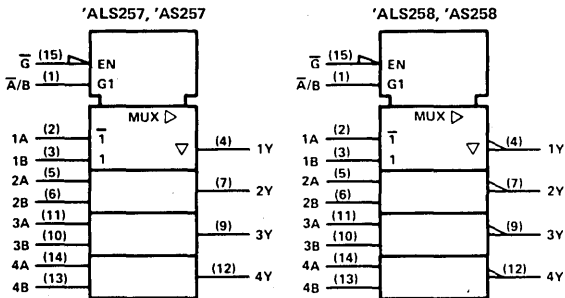 'ALS257, 'AS257
G̅ (15) EN
A̅/B (1) G1
MUX ▷
1A (2) 1̅
1B (3) 1
▽ (4) 1Y
2A (5)
2B (6)
(7) 2Y
3A (11)
3B (10)
(9) 3Y
4A (14)
4B (13)
(12) 4Y
'ALS258, 'AS258
G̅ (15) EN
A̅/B (1) G1
MUX ▷
1A (2) 1̅
1B (3) 1
▽ (4) 1Y
2A (5)
2B (6)
(7) 2Y
3A (11)
3B (10)
(9) 3Y
4A (14)
4B (13)
(12) 4Y